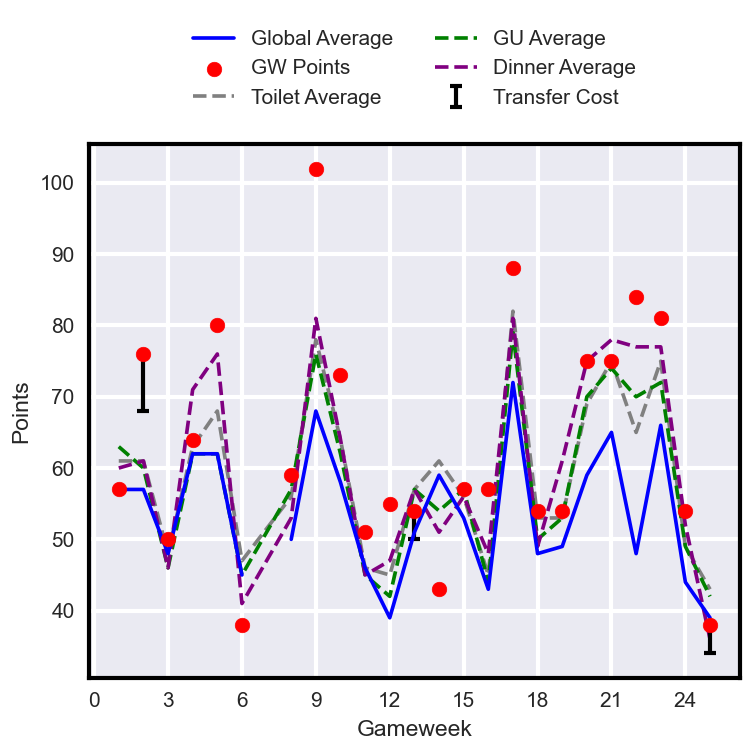 Global Average
GW Points
Toilet Average
GU Average
Dinner Average
Transfer Cost
Points
100
90
80
70
60
50
40
0 3 6 9 12 15 18 21 24
Gameweek